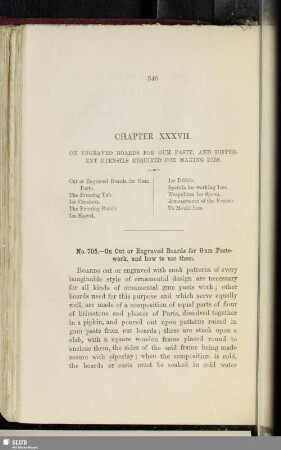 346
CHAPTER XXXVII.
ON ENGRAVED BOARDS FOR GUM PASTE, AND DIFFER-
ENT UTENSILS REQUIRED FOR MAKING ICES.
Cut or Engraved Boards for Gum
Paste.
The Freezing Tub.
Ice Crushers.
The Freezing
Ice Shovel.
Ice
Spatula for working Ices.
Neapolitan Ice
Arrangement of the
To Mould Ices.
No. 703.—On Cut or Engraved Boards for Gum Paste-
work, and how to use them.
BOARDS cut or engraved with sunk patterns of every
imaginable style of ornamental design are necessary
for all kinds of ornamental gum paste work; other
boards used for this purpose and which serve equally
well, are made of a composition of equal parts of flour
of brimstone and plaster of Paris, dissolved together
in a pipkin, and poured out upon patterns raised in
gum paste from cut boards; these are stuck upon a
slab, with a square wooden frame placed round to
enclose them, the sides of the said frame being made
secure with pipeclay; when the composition is cold,
the boards or casts must be soaked in cold water
SLUB